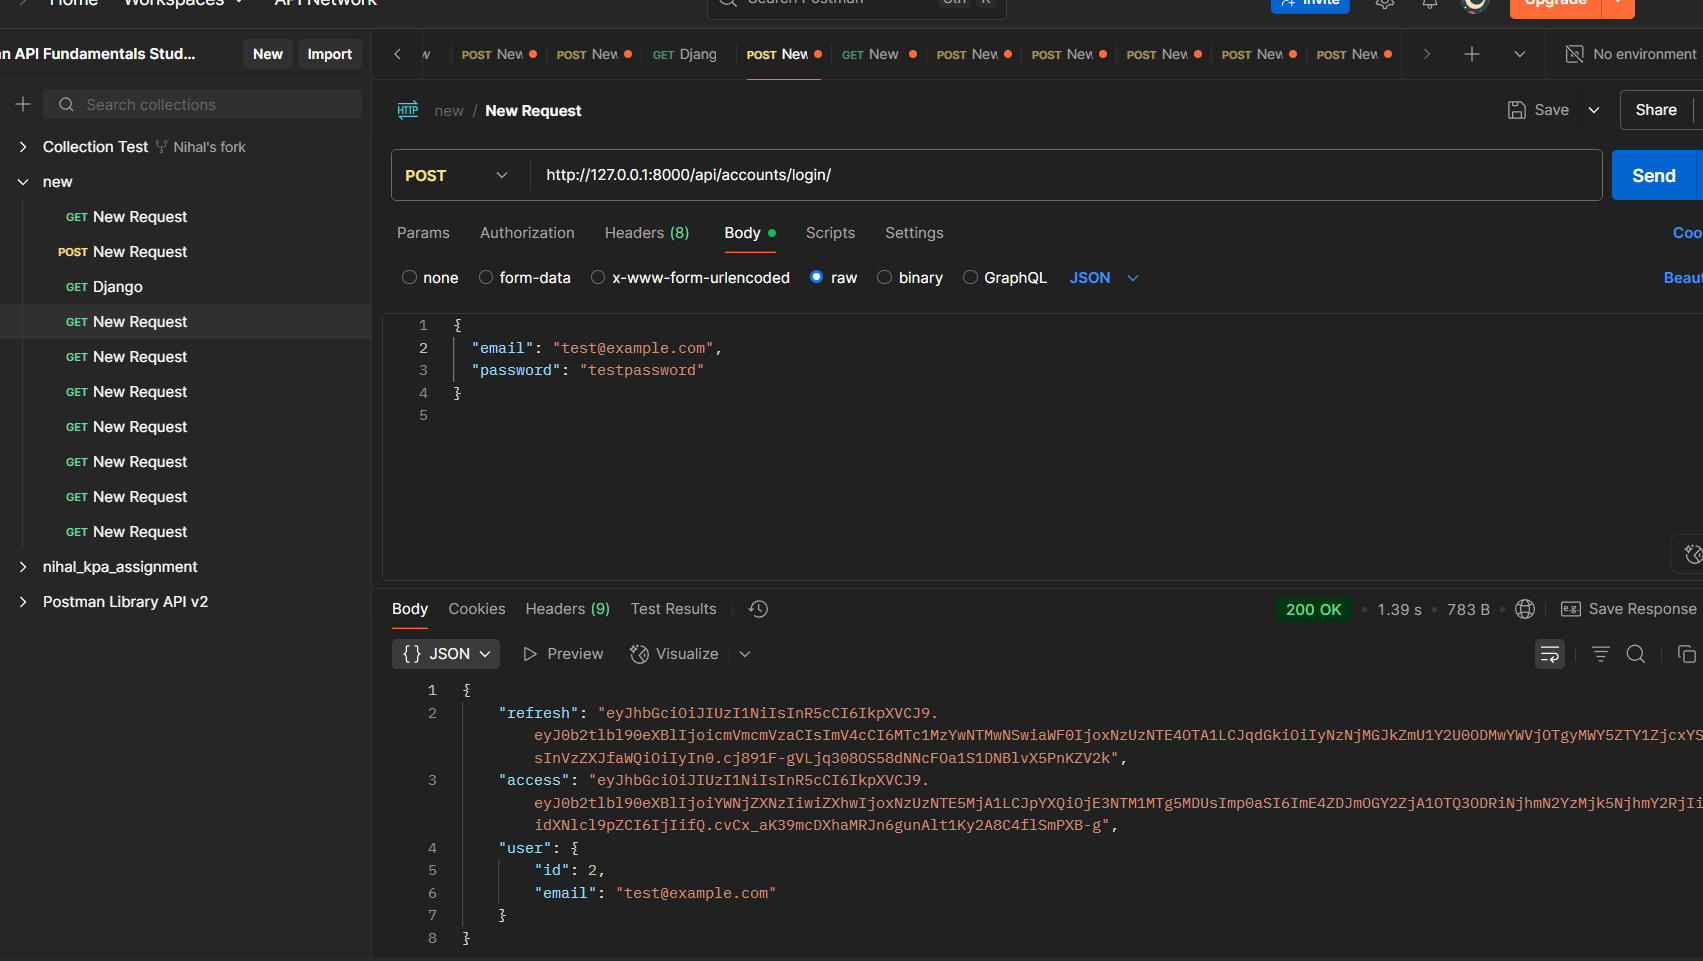 Home Workspaces API Network Search Postman Ctrl K Invite Upgrade
n API Fundamentals Stud... New Import
POST New POST New GET Djang POST New GET New POST New POST New POST New POST New POST New No environment
Search collections
HTTP new / New Request Save Share
Collection Test Nihal's fork
new
GET New Request
POST New Request
GET Django
GET New Request
GET New Request
GET New Request
GET New Request
GET New Request
GET New Request
GET New Request
nihal_kpa_assignment
Postman Library API v2
POST http://127.0.0.1:8000/api/accounts/login/ Send
Params Authorization Headers (8) Body Scripts Settings Coo
none form-data x-www-form-urlencoded raw binary GraphQL JSON Beaut
1 {
2 "email": "test@example.com",
3 "password": "testpassword"
4 }
5
Body Cookies Headers (9) Test Results 200 OK • 1.39 s • 783 B • e.g. Save Response
{} JSON Preview Visualize
1 {
2 "refresh": "eyJhbGciOiJIUzI1NiIsInR5cCI6IkpXVCJ9.
eyJ0b2tlbl90eXBlIjoicmVmcmVzaCIsImV4cCI6MTc1MzYwNTMwNSwiaWF0IjoxNzUzNTE4OTA1LCJqdGkiOiIyNzNjMGJkZmU1Y2U0ODMwYWVjOTgyMWY5ZTY1ZjcxYS
sInVzZXJfaWQiOiIyIn0.cj891F-gVLjq308OS58dNNcFOa1S1DNBlvX5PnKZV2k",
3 "access": "eyJhbGciOiJIUzI1NiIsInR5cCI6IkpXVCJ9.
eyJ0b2tlbl90eXBlIjoiYWNjZXNzIiwiZXhwIjoxNzUzNTE5MjA1LCJpYXQiOjE3NTM1MTg5MDUsImp0aSI6ImE4ZDJmOGY2ZjA1OTQ3ODRiNjhmN2YzMjk5NjhmY2RjIi
idXNlcl9pZCI6IjIifQ.cvCx_aK39mcDXhaMRJn6gunAlt1Ky2A8C4flSmPXB-g",
4 "user": {
5 "id": 2,
6 "email": "test@example.com"
7 }
8 }